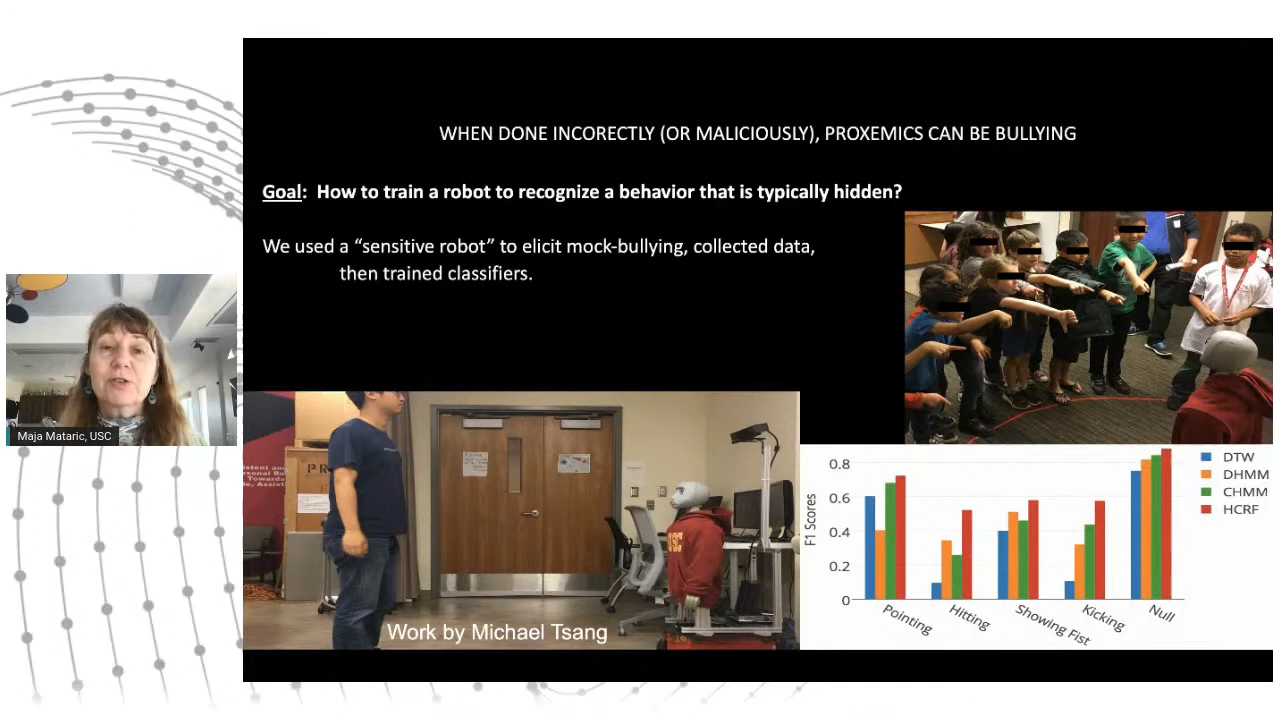 WHEN DONE INCORECTLY (OR MALICIOUSLY), PROXEMICS CAN BE BULLYING
Goal: How to train a robot to recognize a behavior that is typically hidden?
We used a “sensitive robot” to elicit mock-bullying, collected data,
then trained classifiers.
Maja Mataric, USC
Work by Michael Tsang
F1 Scores
0.8
0.6
0.4
0.2
0
Pointing
Hitting
Showing Fist
Kicking
Null
DTW
DHMM
CHMM
HCRF